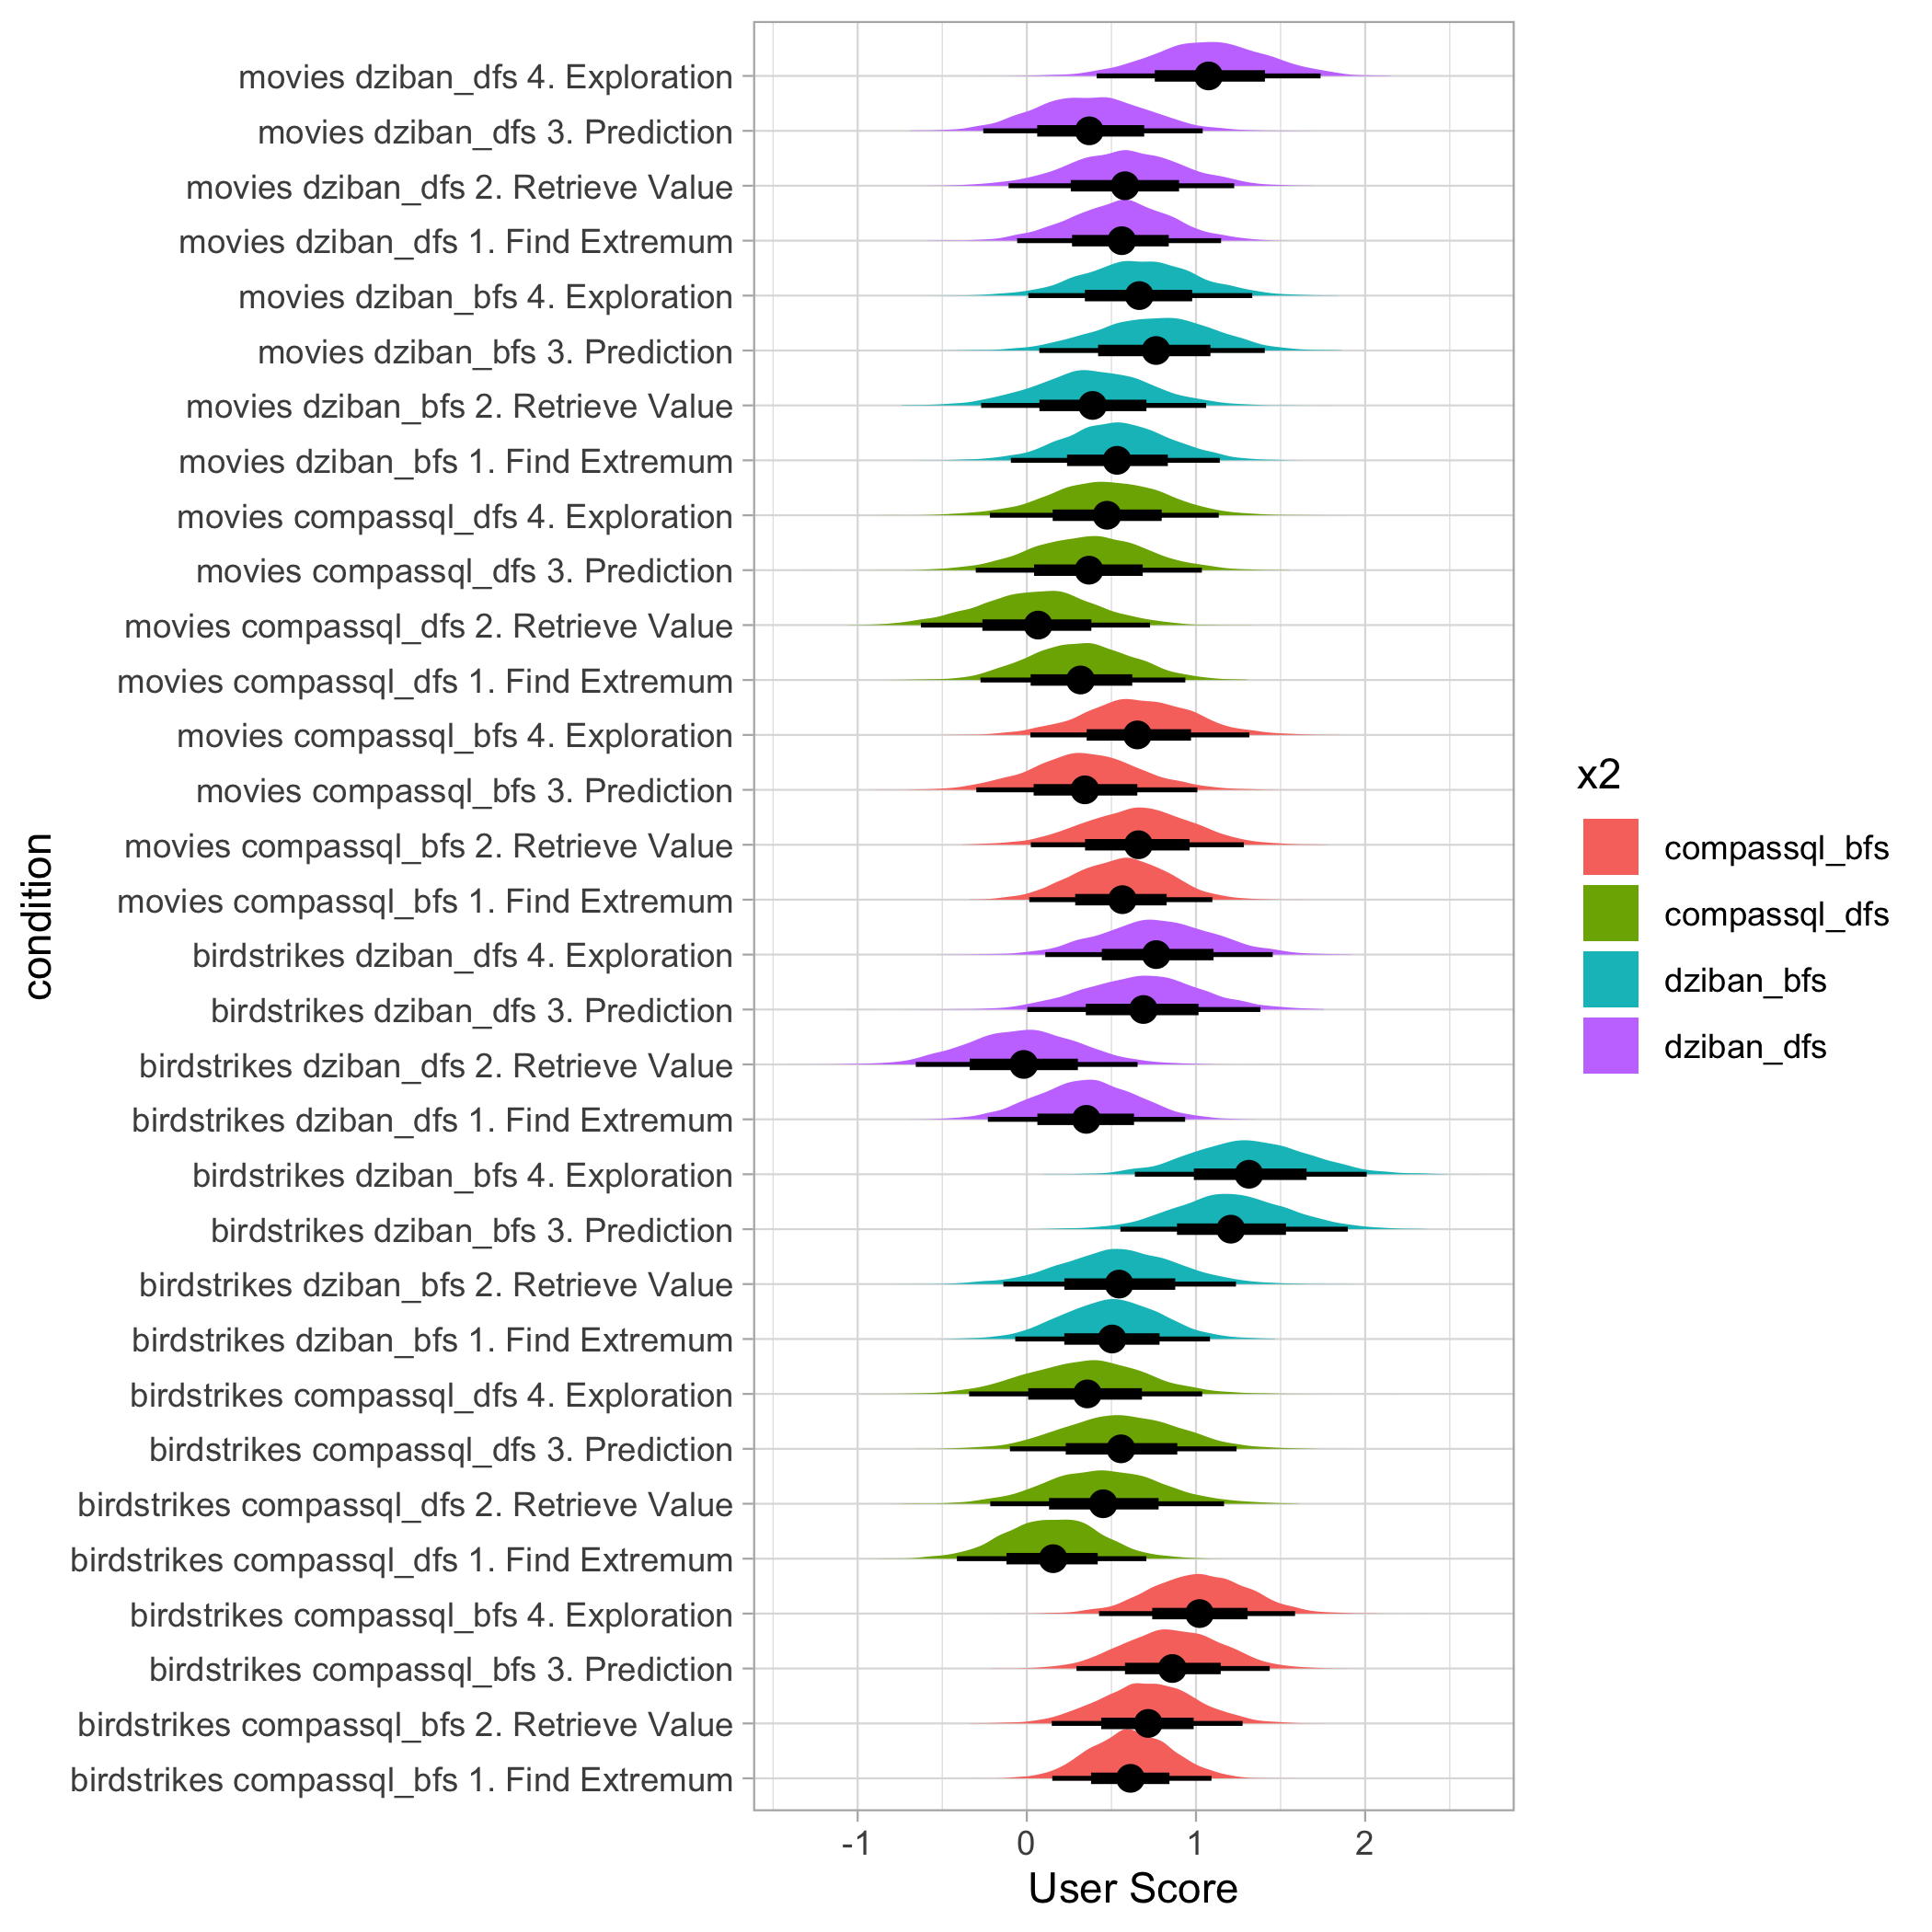 movies dziban_dfs 4. Exploration
movies dziban_dfs 3. Prediction
movies dziban_dfs 2. Retrieve Value
movies dziban_dfs 1. Find Extremum
movies dziban_bfs 4. Exploration
movies dziban_bfs 3. Prediction
movies dziban_bfs 2. Retrieve Value
movies dziban_bfs 1. Find Extremum
movies compassql_dfs 4. Exploration
movies compassql_dfs 3. Prediction
movies compassql_dfs 2. Retrieve Value
movies compassql_dfs 1. Find Extremum
movies compassql_bfs 4. Exploration
movies compassql_bfs 3. Prediction
movies compassql_bfs 2. Retrieve Value
movies compassql_bfs 1. Find Extremum
birdstrikes dziban_dfs 4. Exploration
birdstrikes dziban_dfs 3. Prediction
birdstrikes dziban_dfs 2. Retrieve Value
birdstrikes dziban_dfs 1. Find Extremum
birdstrikes dziban_bfs 4. Exploration
birdstrikes dziban_bfs 3. Prediction
birdstrikes dziban_bfs 2. Retrieve Value
birdstrikes dziban_bfs 1. Find Extremum
birdstrikes compassql_dfs 4. Exploration
birdstrikes compassql_dfs 3. Prediction
birdstrikes compassql_dfs 2. Retrieve Value
birdstrikes compassql_dfs 1. Find Extremum
birdstrikes compassql_bfs 4. Exploration
birdstrikes compassql_bfs 3. Prediction
birdstrikes compassql_bfs 2. Retrieve Value
birdstrikes compassql_bfs 1. Find Extremum
condition
-1 0 1 2
User Score
x2
compassql_bfs
compassql_dfs
dziban_bfs
dziban_dfs